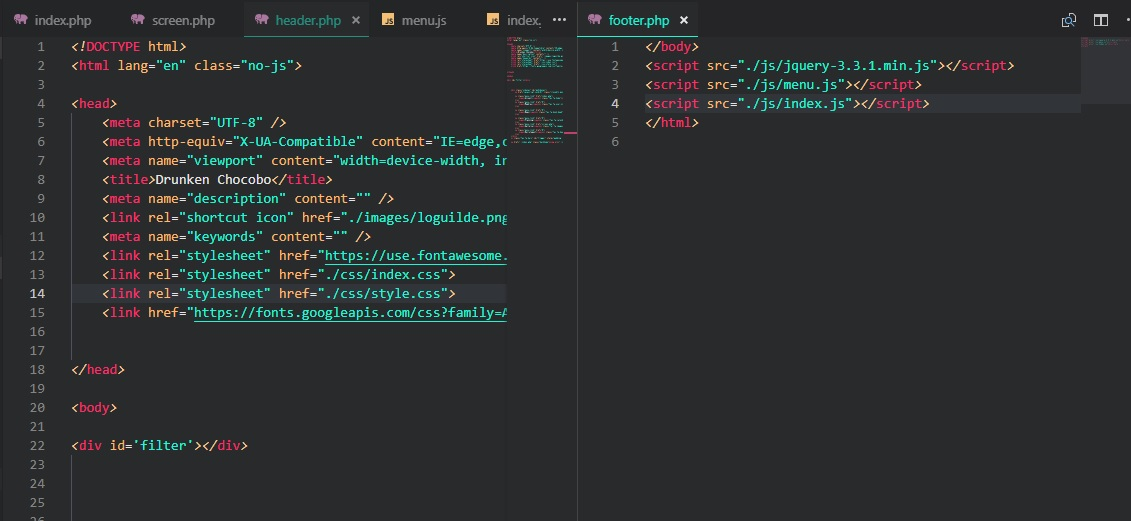 index.php screen.php header.php × JS menu.js JS index. ···
1 <!DOCTYPE html>
2 <html lang="en" class="no-js">
3
4 <head>
5 <meta charset="UTF-8" />
6 <meta http-equiv="X-UA-Compatible" content="IE=edge,c
7 <meta name="viewport" content="width=device-width, in
8 <title>Drunken Chocobo</title>
9 <meta name="description" content="" />
10 <link rel="shortcut icon" href="./images/loguilde.png
11 <meta name="keywords" content="" />
12 <link rel="stylesheet" href="https://use.fontawesome.
13 <link rel="stylesheet" href="./css/index.css">
14 <link rel="stylesheet" href="./css/style.css">
15 <link href="https://fonts.googleapis.com/css?family=A
16
17
18 </head>
19
20 <body>
21
22 <div id='filter'></div>
23
24
25
26
footer.php ×
1 </body>
2 <script src="./js/jquery-3.3.1.min.js"></script>
3 <script src="./js/menu.js"></script>
4 <script src="./js/index.js"></script>
5 </html>
6